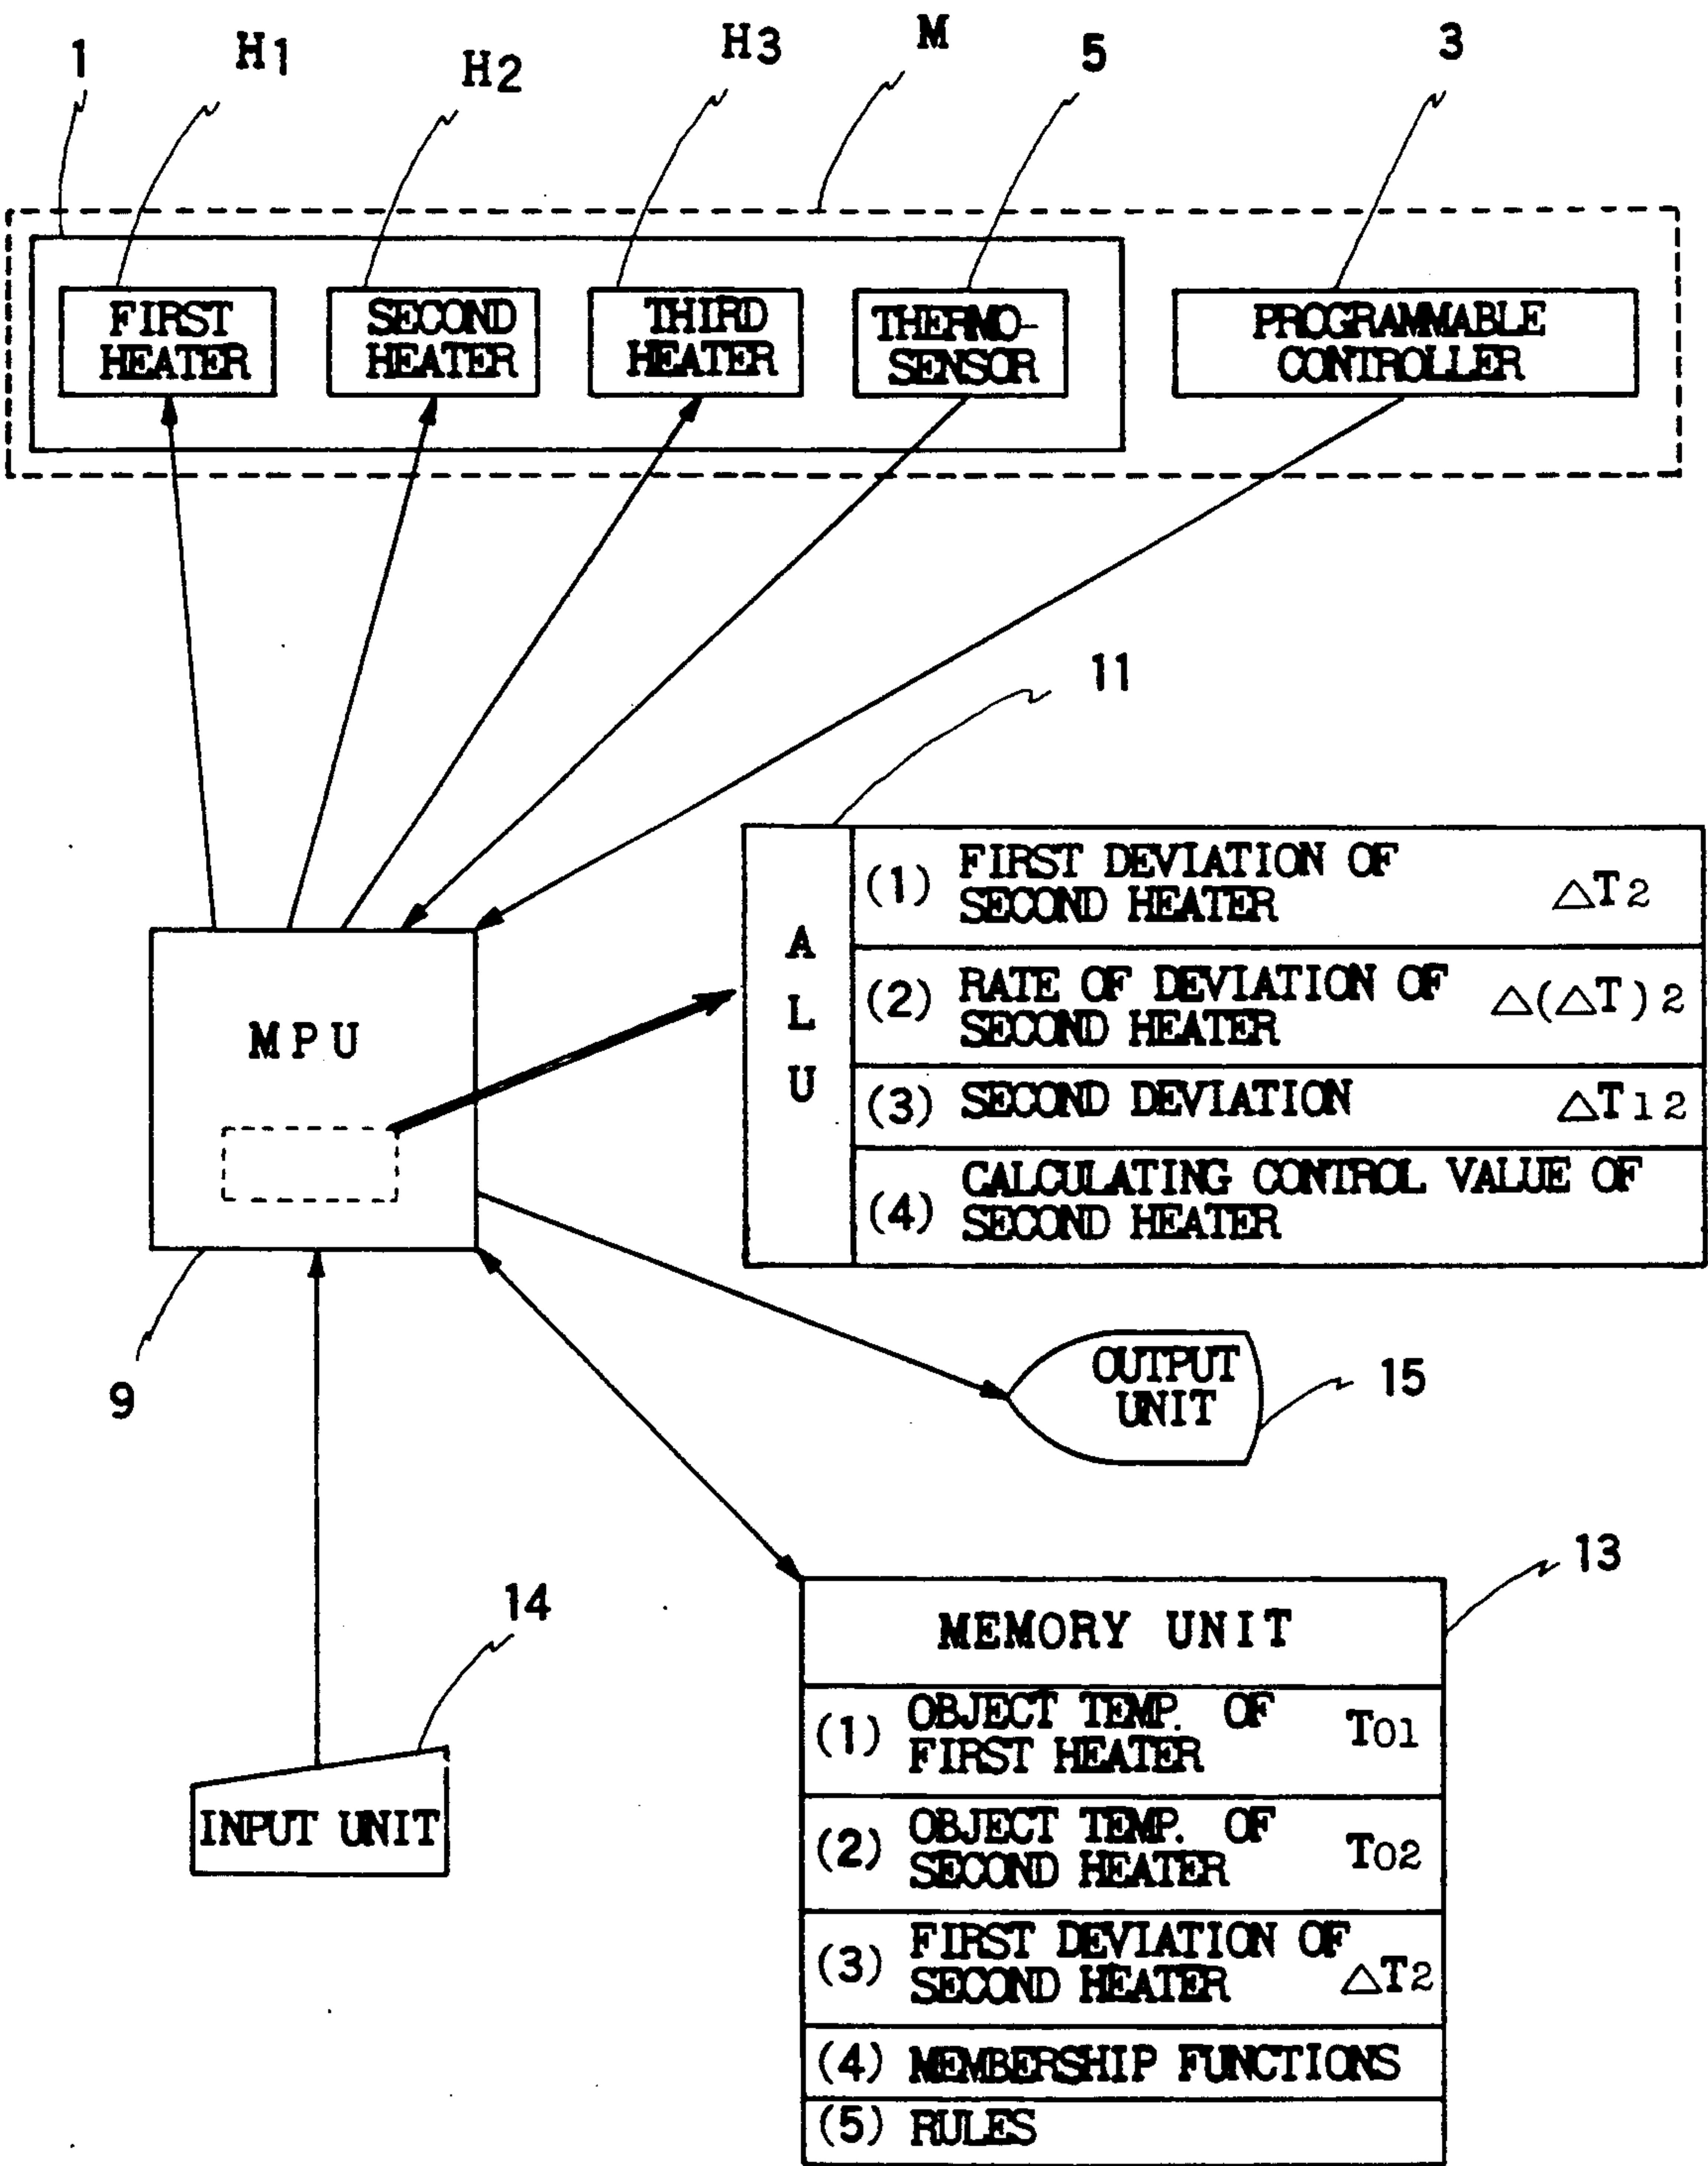 1
H1
H2
H3
M
5
3
FIRST
HEATER
SECOND
HEATER
THIRD
HEATER
THERMO-
SENSOR
PROGRAMMABLE
CONTROLLER
11
ALU
(1) FIRST DEVIATION OF
SECOND HEATER △T2
(2) RATE OF DEVIATION OF
SECOND HEATER △(△T)2
(3) SECOND DEVIATION △T12
(4) CALCULATING CONTROL VALUE OF
SECOND HEATER
MPU
9
OUTPUT
UNIT
15
14
INPUT UNIT
13
MEMORY UNIT
(1) OBJECT TEMP. OF
FIRST HEATER T01
(2) OBJECT TEMP. OF
SECOND HEATER T02
(3) FIRST DEVIATION OF
SECOND HEATER △T2
(4) MEMBERSHIP FUNCTIONS
(5) RULES